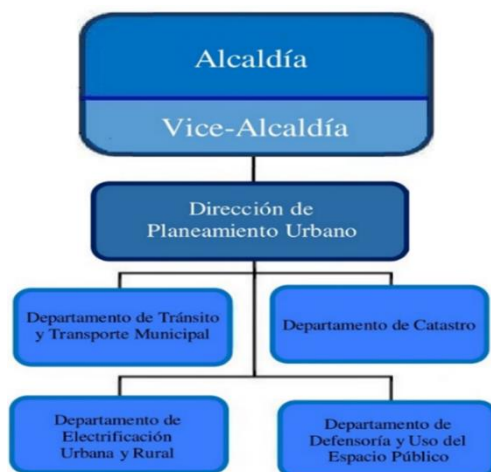 Alcaldía
Vice-Alcaldía
Dirección de
Planeamiento Urbano
Departamento de Tránsito
y Transporte Municipal
Departamento de Catastro
Departamento de
Electrificación
Urbana y Rural
Departamento de
Defensoría y Uso del
Espacio Público